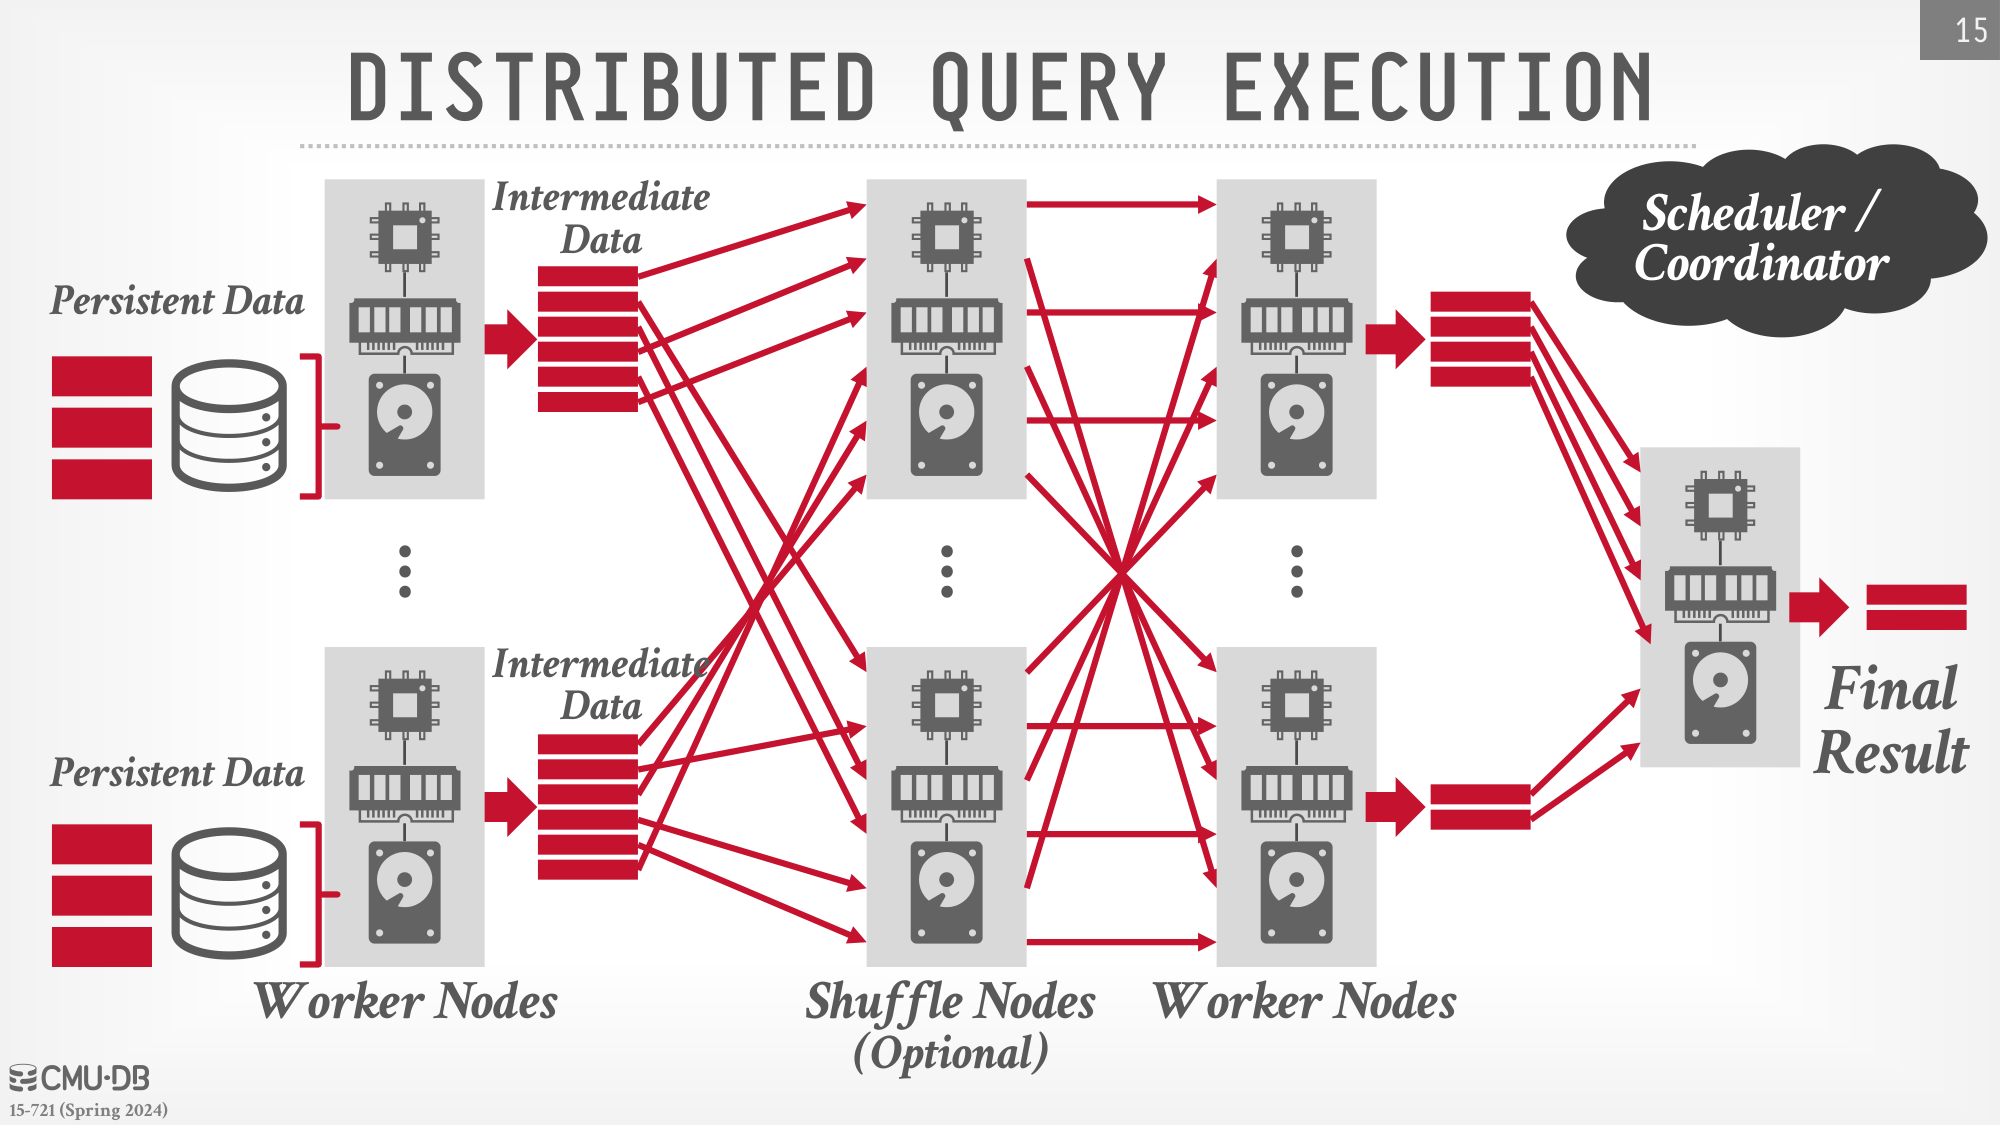 15
DISTRIBUTED QUERY EXECUTION
Intermediate
Data
Scheduler /
Coordinator
Persistent Data
Intermediate
Data
Persistent Data
Final
Result
Worker Nodes
Shuffle Nodes
(Optional)
Worker Nodes
CMU·DB
15-721 (Spring 2024)